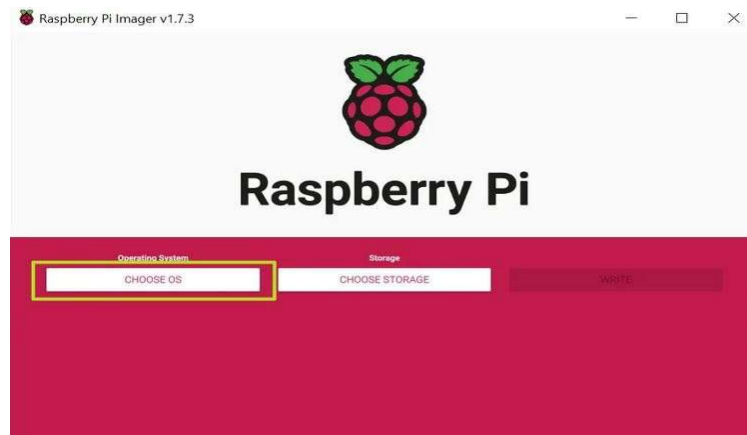 Raspberry Pi Imager v1.7.3
Raspberry Pi
Operating System
Storage
CHOOSE OS
CHOOSE STORAGE
WRITE